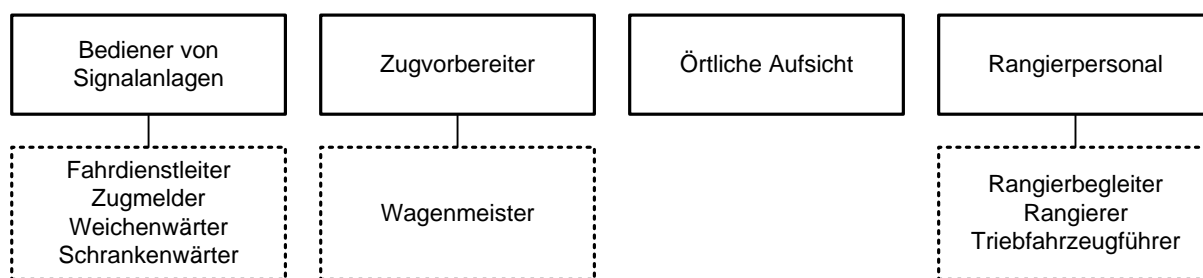 Bediener von
Signalanlagen
Zugvorbereiter
Örtliche Aufsicht
Rangierpersonal
Fahrdienstleiter
Zugmelder
Weichenwärter
Schrankenwärter
Wagenmeister
Rangierbegleiter
Rangierer
Triebfahrzeugführer